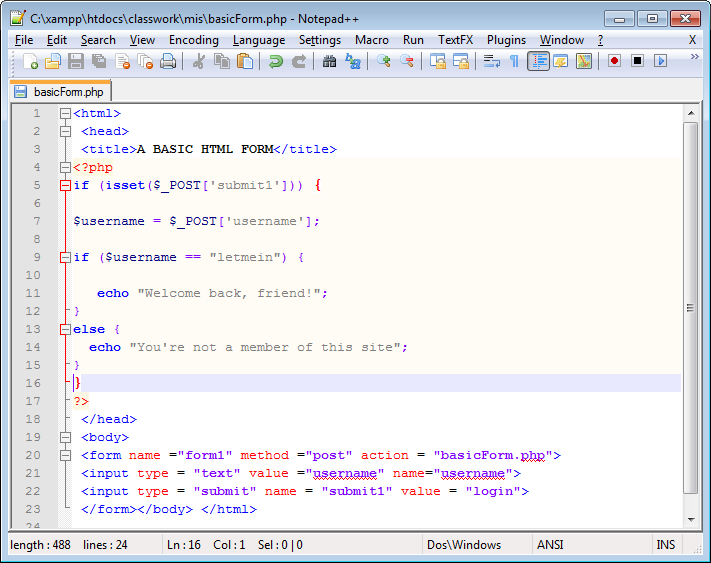 C:\xampp\htdocs\classwork\mis\basicForm.php - Notepad++
File Edit Search View Encoding Language Settings Macro Run TextFX Plugins Window ? X
basicForm.php
1 <html>
2 <head>
3 <title>A BASIC HTML FORM</title>
4 <?php
5 if (isset($_POST['submit1'])) {
6
7 $username = $_POST['username'];
8
9 if ($username == "letmein") {
10
11 echo "Welcome back, friend!";
12 }
13 else {
14 echo "You're not a member of this site";
15 }
16 }
17 ?>
18 </head>
19 <body>
20 <form name ="form1" method ="post" action = "basicForm.php">
21 <input type = "text" value ="username" name="username">
22 <input type = "submit" name = "submit1" value = "login">
23 </form></body> </html>
24
length : 488 lines : 24 Ln : 16 Col : 1 Sel : 0 | 0 Dos\Windows ANSI INS